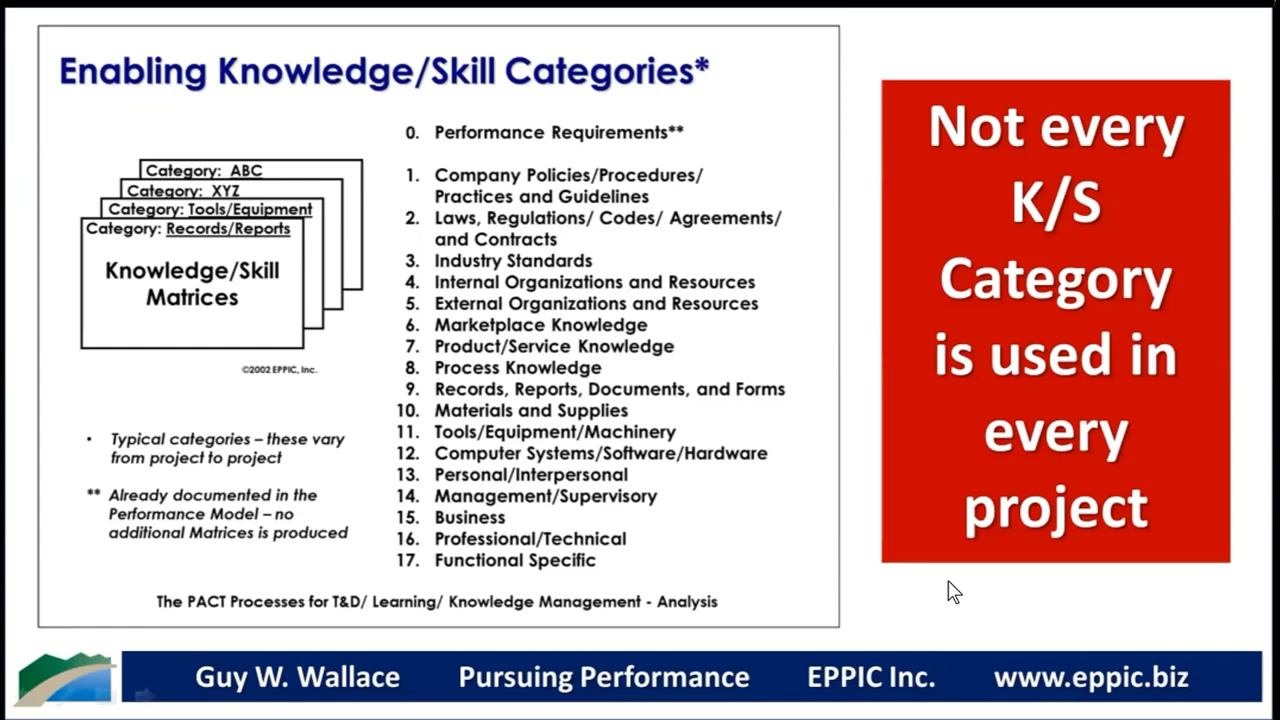 Enabling Knowledge/Skill Categories*
Category: ABC
Category: XYZ
Category: Tools/Equipment
Category: Records/Reports
Knowledge/Skill
Matrices
©2002 EPPIC, Inc.
• Typical categories – these vary
from project to project
** Already documented in the
Performance Model – no
additional Matrices is produced
0. Performance Requirements**
1. Company Policies/Procedures/
Practices and Guidelines
2. Laws, Regulations/ Codes/ Agreements/
and Contracts
3. Industry Standards
4. Internal Organizations and Resources
5. External Organizations and Resources
6. Marketplace Knowledge
7. Product/Service Knowledge
8. Process Knowledge
9. Records, Reports, Documents, and Forms
10. Materials and Supplies
11. Tools/Equipment/Machinery
12. Computer Systems/Software/Hardware
13. Personal/Interpersonal
14. Management/Supervisory
15. Business
16. Professional/Technical
17. Functional Specific
The PACT Processes for T&D/ Learning/ Knowledge Management - Analysis
Not every
K/S
Category
is used in
every
project
Guy W. Wallace Pursuing Performance EPPIC Inc. www.eppic.biz